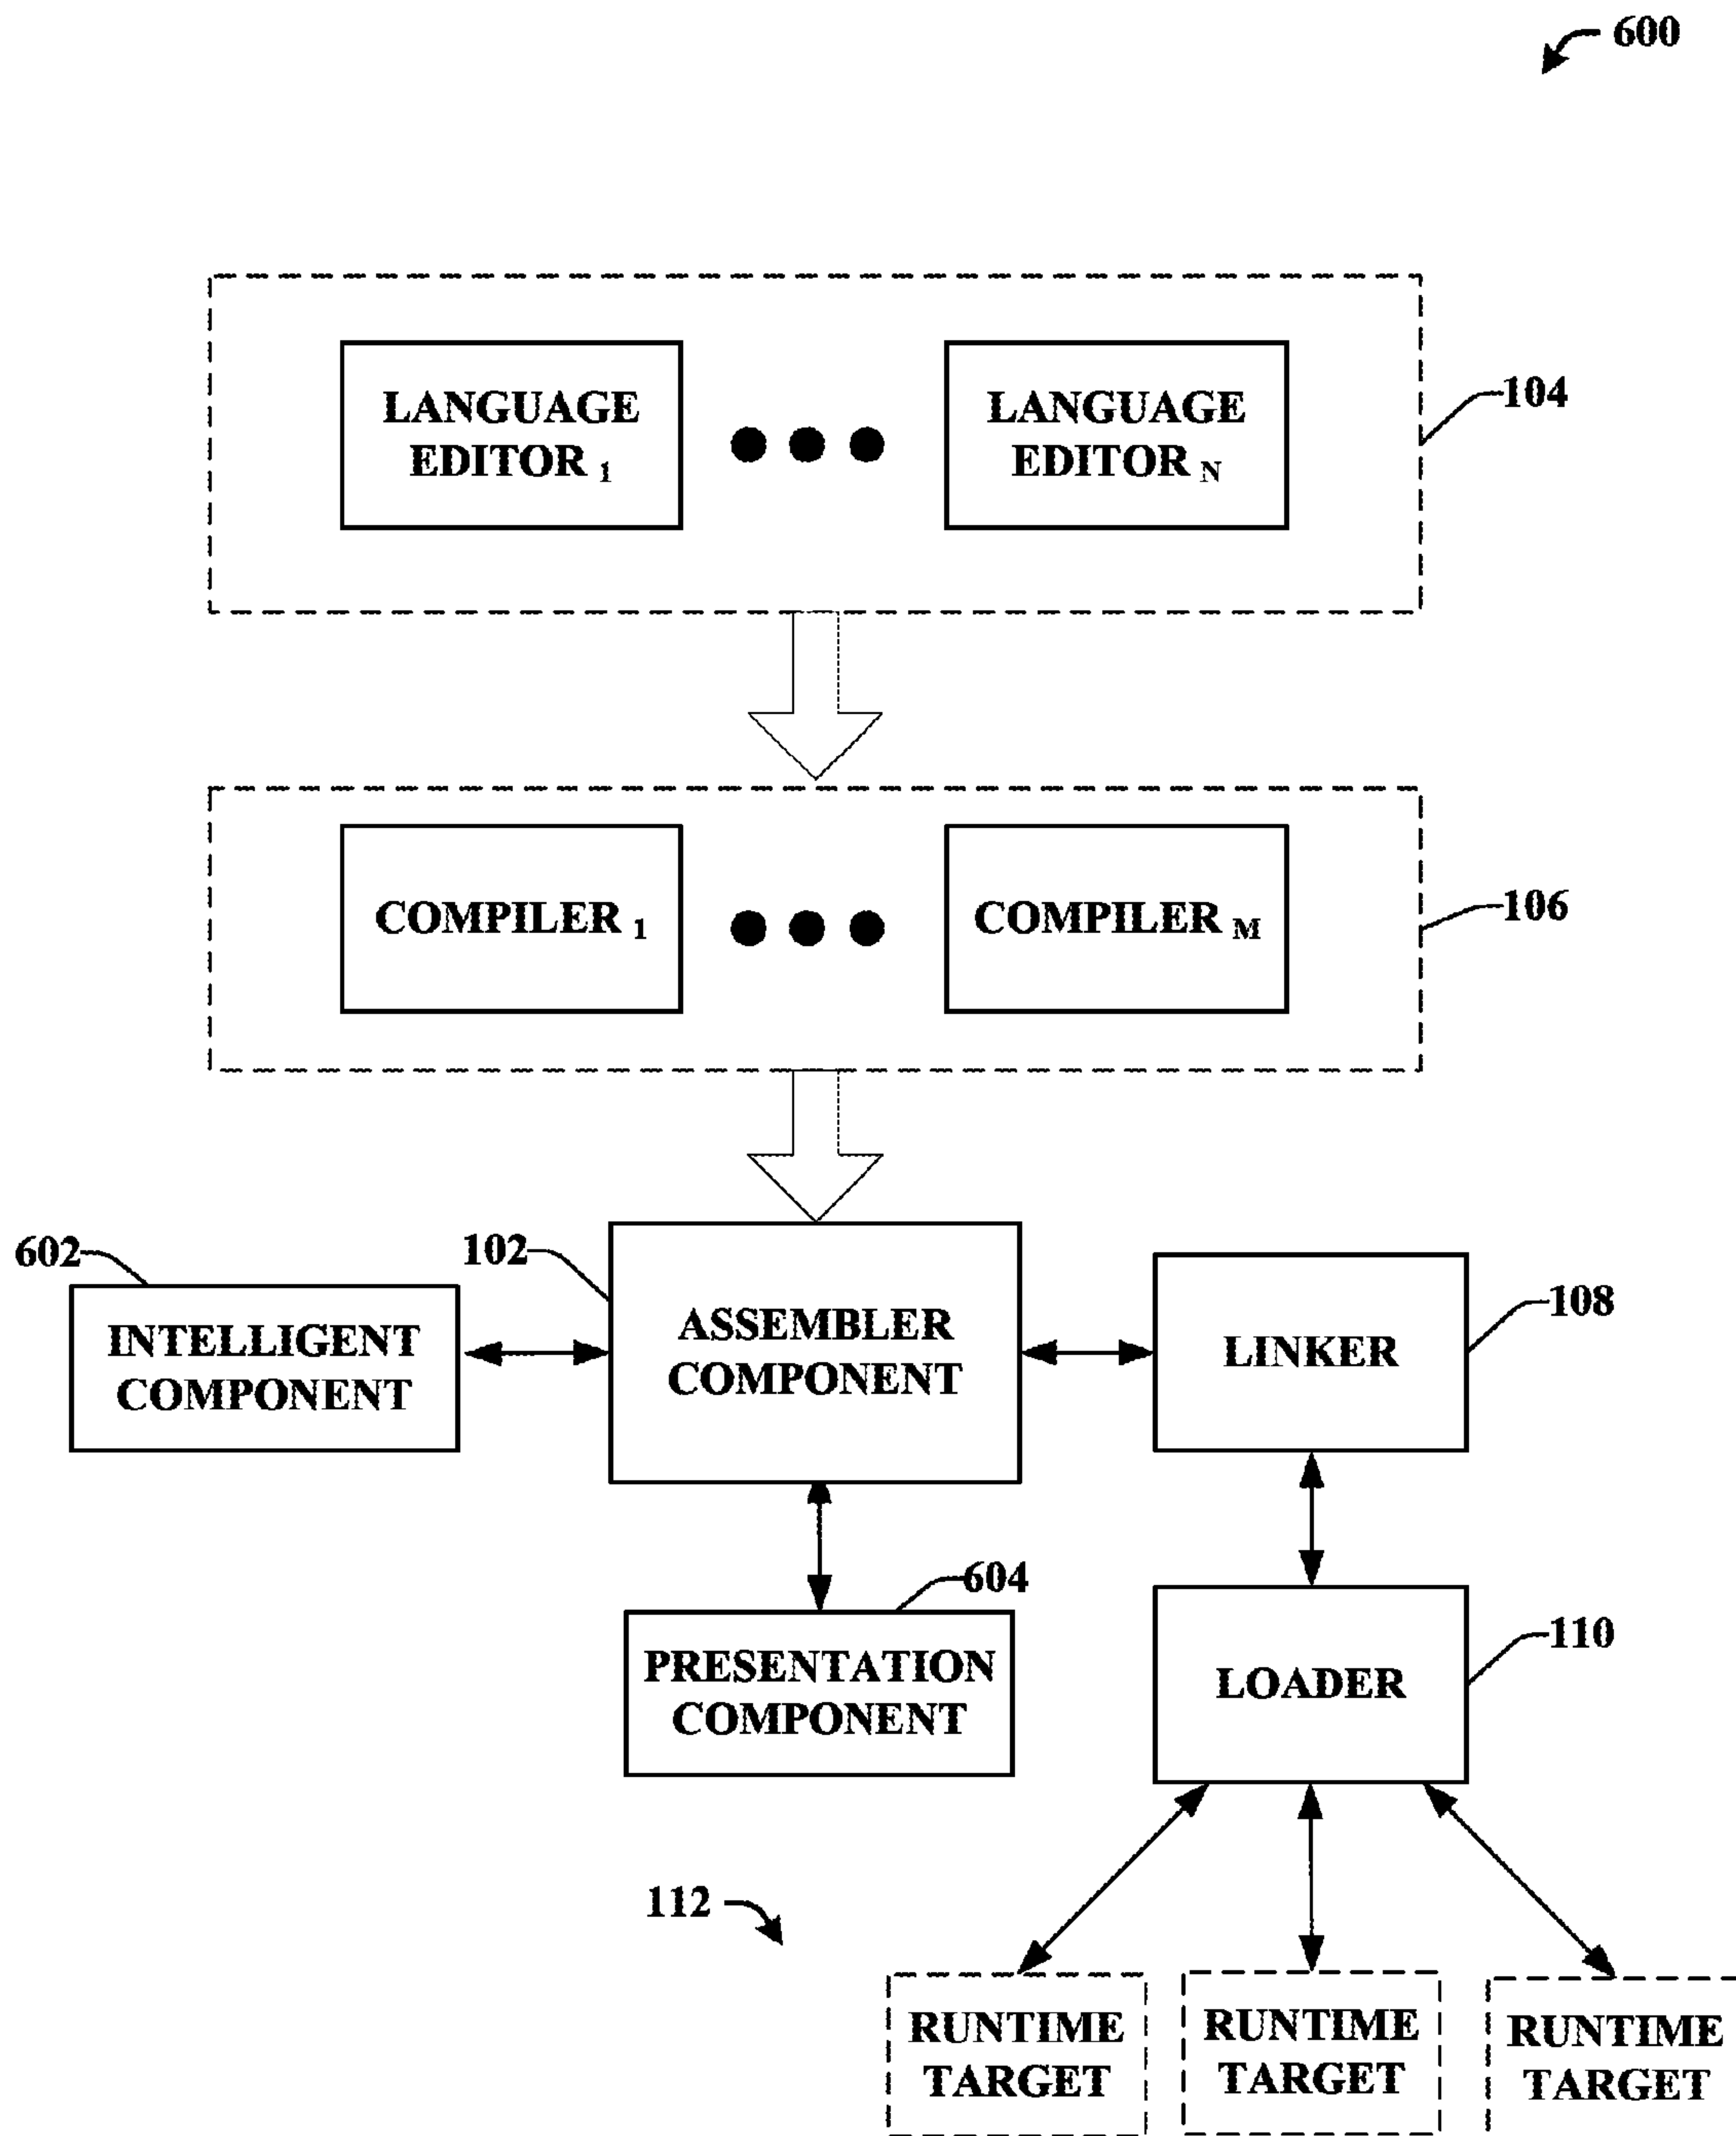 600
LANGUAGE
EDITOR 1
LANGUAGE
EDITOR N
104
COMPILER 1
COMPILER M
106
602
INTELLIGENT
COMPONENT
102
ASSEMBLER
COMPONENT
LINKER
108
604
PRESENTATION
COMPONENT
LOADER
110
112
RUNTIME
TARGET
RUNTIME
TARGET
RUNTIME
TARGET